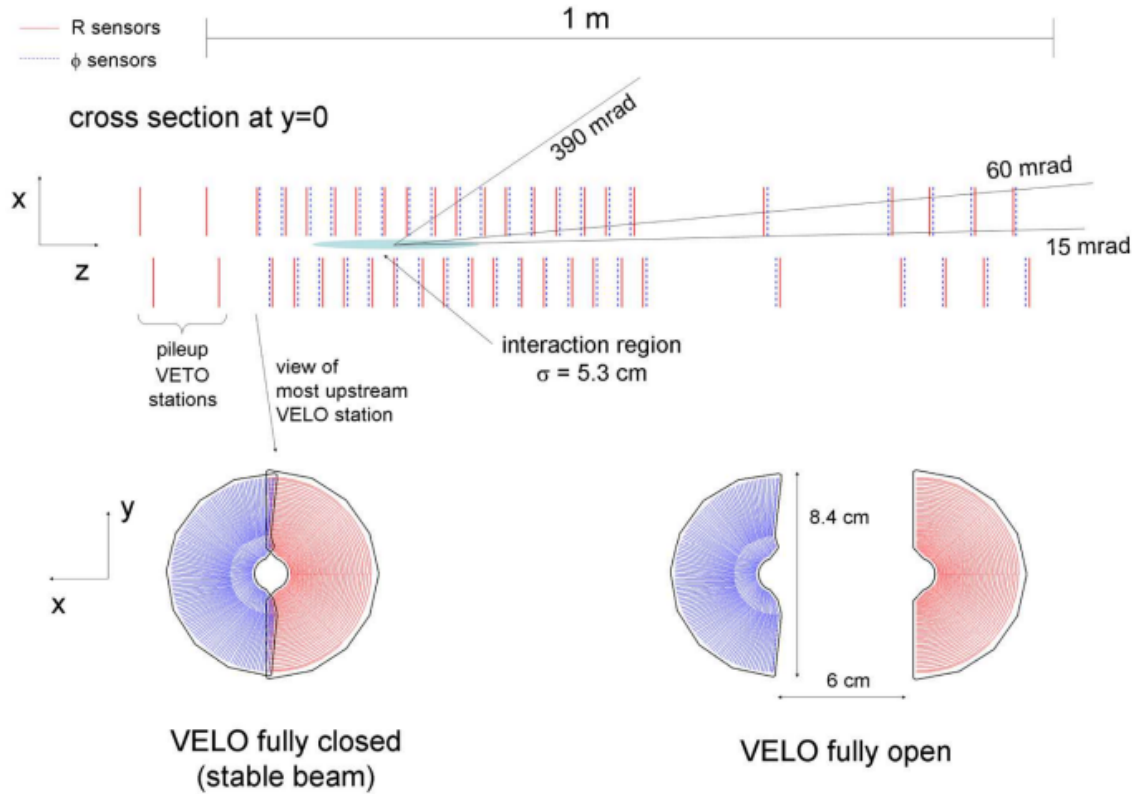 R sensors
ϕ sensors
1 m
cross section at y=0
390 mrad
60 mrad
15 mrad
x
z
pileup
VETO
stations
view of
most upstream
VELO station
interaction region
σ = 5.3 cm
y
x
8.4 cm
6 cm
VELO fully closed
(stable beam)
VELO fully open